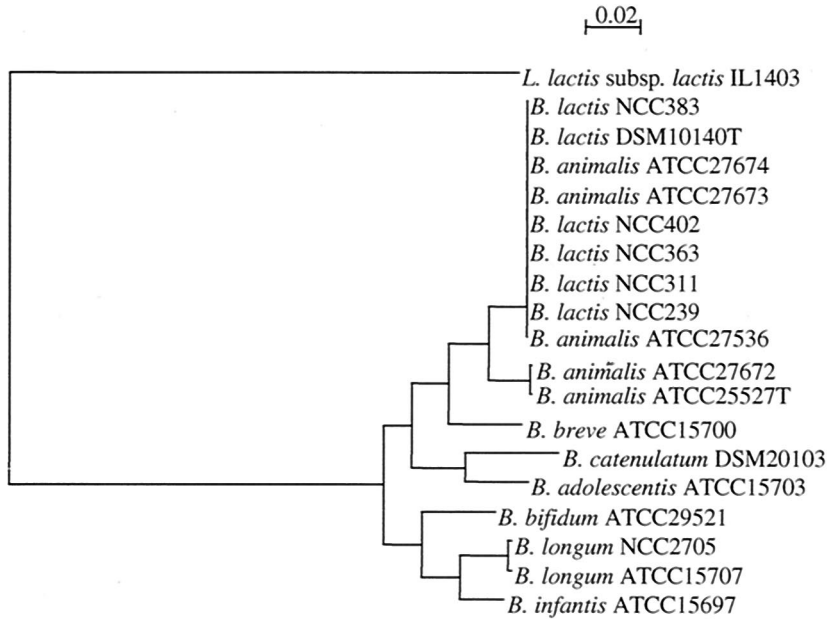 0.02
L. lactis subsp. lactis IL1403
B. lactis NCC383
B. lactis DSM10140T
B. animalis ATCC27674
B. animalis ATCC27673
B. lactis NCC402
B. lactis NCC363
B. lactis NCC311
B. lactis NCC239
B. animalis ATCC27536
B. animalis ATCC27672
B. animalis ATCC25527T
B. breve ATCC15700
B. catenulatum DSM20103
B. adolescentis ATCC15703
B. bifidum ATCC29521
B. longum NCC2705
B. longum ATCC15707
B. infantis ATCC15697